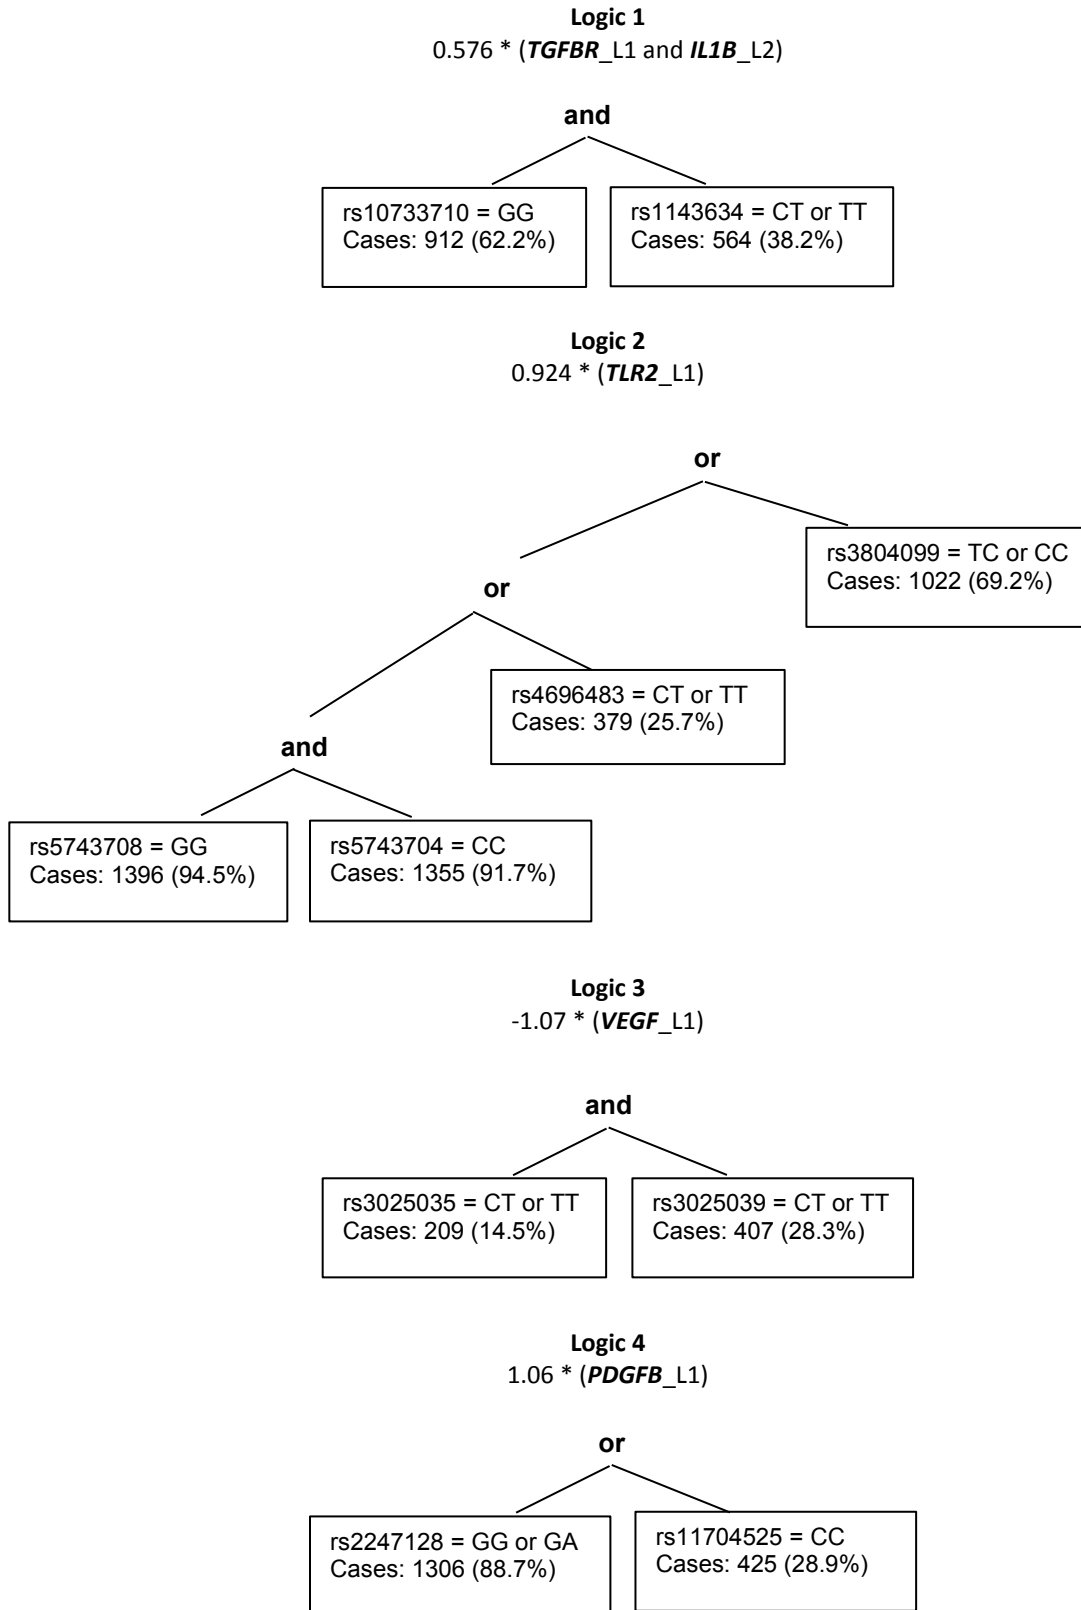 Logic 1
0.576 * (TGFBR_L1 and IL1B_L2)
and
rs10733710 = GG
Cases: 912 (62.2%)
rs1143634 = CT or TT
Cases: 564 (38.2%)
Logic 2
0.924 * (TLR2_L1)
or
rs3804099 = TC or CC
Cases: 1022 (69.2%)
or
rs4696483 = CT or TT
Cases: 379 (25.7%)
and
rs5743708 = GG
Cases: 1396 (94.5%)
rs5743704 = CC
Cases: 1355 (91.7%)
Logic 3
-1.07 * (VEGF_L1)
and
rs3025035 = CT or TT
Cases: 209 (14.5%)
rs3025039 = CT or TT
Cases: 407 (28.3%)
Logic 4
1.06 * (PDGFB_L1)
or
rs2247128 = GG or GA
Cases: 1306 (88.7%)
rs11704525 = CC
Cases: 425 (28.9%)